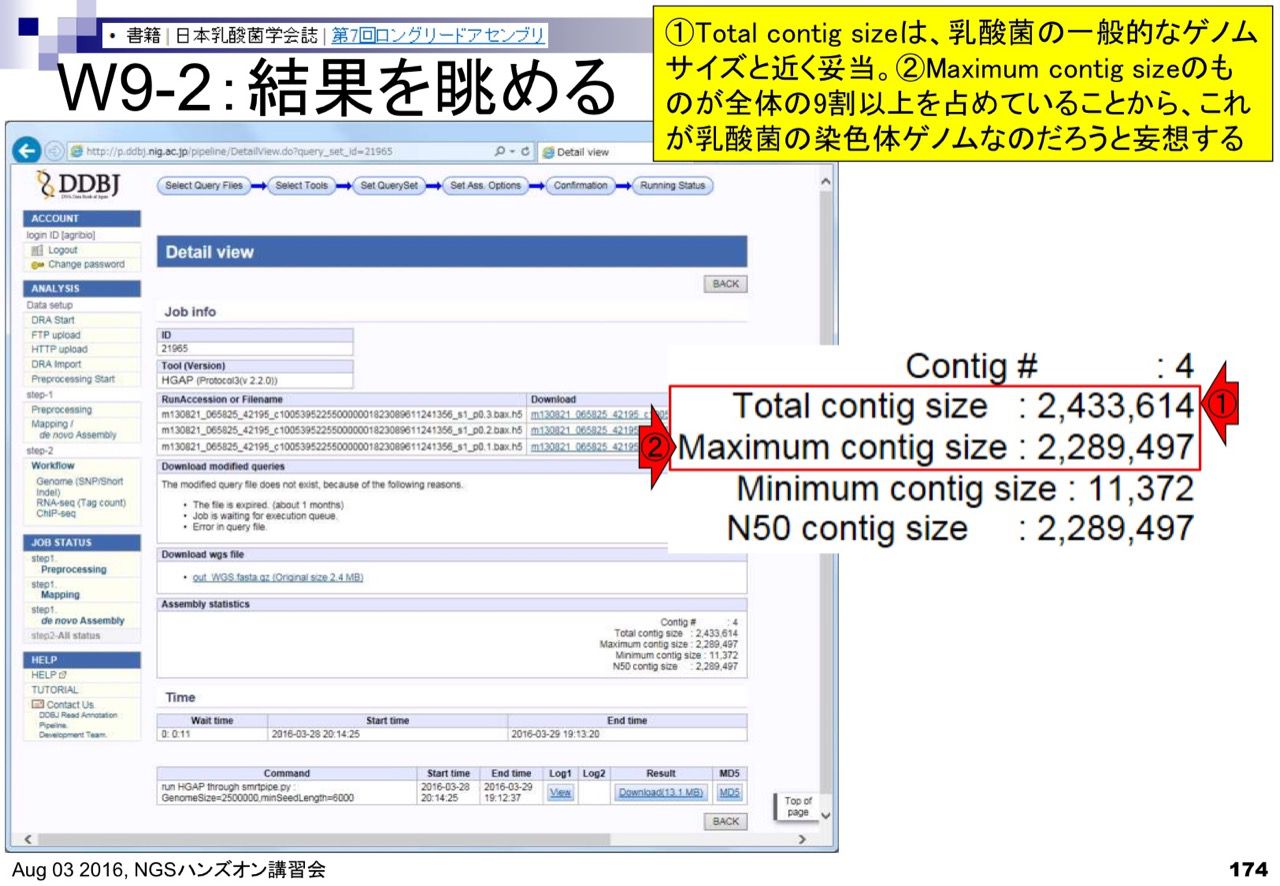 • 書籍 | 日本乳酸菌学会誌 | 第7回ロングリードアセンブリ
W9-2：結果を眺める
①Total contig sizeは、乳酸菌の一般的なゲノム
サイズと近く妥当。②Maximum contig sizeのも
のが全体の9割以上を占めていることから、これ
が乳酸菌の染色体ゲノムなのだろうと妄想する
http://p.ddbj.nig.ac.jp/pipeline/DetailView.do?query_set_id=21965
Detail view
DDBJ
DNA Data Bank of Japan
Select Query Files
Select Tools
Set QuerySet
Set Ass. Options
Confirmation
Running Status
ACCOUNT
login ID [agribio]
Logout
Change password
ANALYSIS
Data setup
DRA Start
FTP upload
HTTP upload
DRA Import
Preprocessing Start
step-1
Preprocessing
Mapping /
de novo Assembly
step-2
Workflow
Genome (SNP/Short
Indel)
RNA-seq (Tag count)
ChIP-seq
JOB STATUS
step1.
Preprocessing
step1.
Mapping
step1.
de novo Assembly
step2-All status
HELP
HELP
TUTORIAL
Contact Us
DDBJ Read Annotation
Pipeline.
Development Team.
Detail view
BACK
Job info
ID
21965
Tool (Version)
HGAP (Protocol3(v 2.2.0))
RunAccession or Filename Download
m130821_065825_42195_c100539522550000001823089611241356_s1_p0.3.bax.h5 m130821_065825_42195_c1005
m130821_065825_42195_c100539522550000001823089611241356_s1_p0.2.bax.h5 m130821_065825_42195
m130821_065825_42195_c100539522550000001823089611241356_s1_p0.1.bax.h5 m130821_065825_42195
Download modified queries
The modified query file does not exist, because of the following reasons.
• The file is expired. (about 1 months)
• Job is waiting for execution queue.
• Error in query file.
Download wgs file
• out_WGS.fasta.gz (Original size 2.4 MB)
Assembly statistics
Contig # : 4
Total contig size : 2,433,614
Maximum contig size : 2,289,497
Minimum contig size : 11,372
N50 contig size : 2,289,497
Time
Wait time Start time End time
0: 0:11 2016-03-28 20:14:25 2016-03-29 19:13:20
Command Start time End time Log1 Log2 Result MD5
run HGAP through smrtpipe.py : 2016-03-28 2016-03-29 View Download(13.1 MB) MD5
GenomeSize=2500000,minSeedLength=6000 20:14:25 19:12:37
BACK
Top of
page
Contig # : 4
Total contig size : 2,433,614 ①
② Maximum contig size : 2,289,497
Minimum contig size : 11,372
N50 contig size : 2,289,497
Aug 03 2016, NGSハンズオン講習会
174